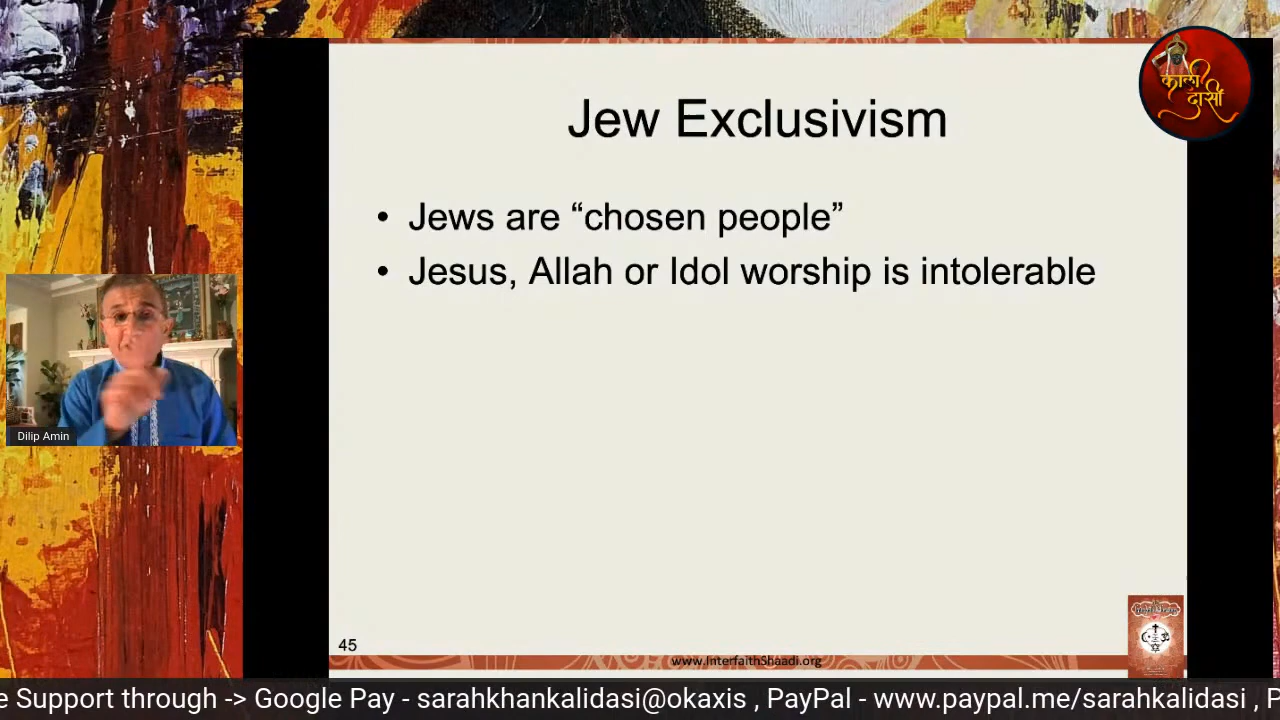 काली
दासी
Jew Exclusivism
• Jews are “chosen people”
• Jesus, Allah or Idol worship is intolerable
Dilip Amin
45
www.InterfaithShaadi.org
e Support through -> Google Pay - sarahkhankalidasi@okaxis , PayPal - www.paypal.me/sarahkalidasi , P